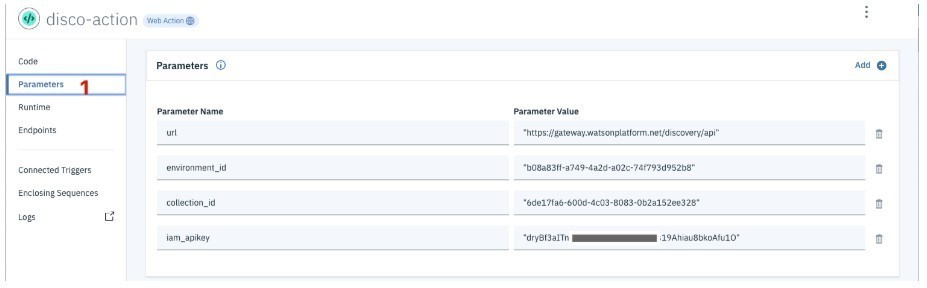 disco-action Web Action
Code
Parameters 1
Runtime
Endpoints
Connected Triggers
Enclosing Sequences
Logs
Parameters
Add
Parameter Name Parameter Value
url "https://gateway.watsonplatform.net/discovery/api"
environment_id "b08a83ff-a749-4a2d-a02c-74f793d952b8"
collection_id "6de17fa6-600d-4c03-8083-0b2a152ee328"
iam_apikey "dryBf3aITn :19Ahiau8bkoAfu1O"